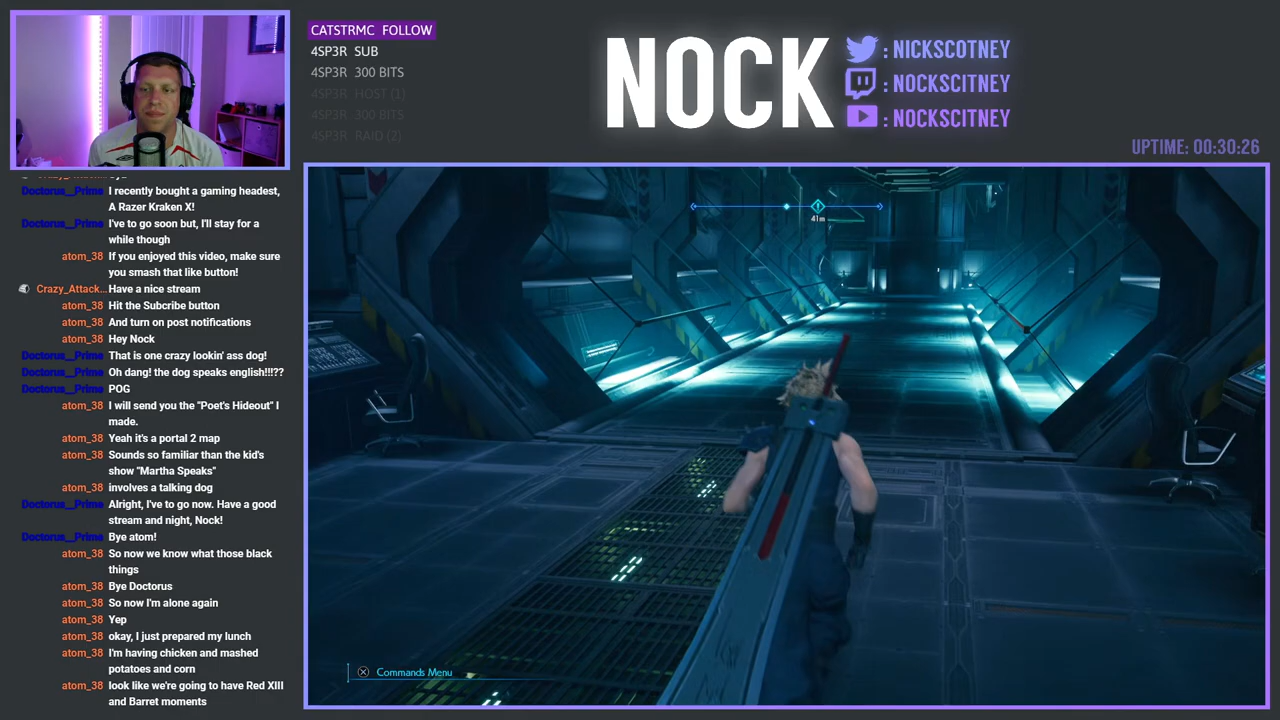 CATSTRMC FOLLOW
4SP3R SUB
4SP3R 300 BITS
4SP3R HOST (1)
4SP3R 300 BITS
4SP3R RAID (2)
NOCK
: NICKSCOTNEY
: NOCKSCITNEY
: NOCKSCITNEY
UPTIME: 00:30:26
Doctorus__Prime I recently bought a gaming headest,
A Razer Kraken X!
Doctorus__Prime I've to go soon but, I'll stay for a
while though
atom_38 If you enjoyed this video, make sure
you smash that like button!
Crazy_Attack... Have a nice stream
atom_38 Hit the Subcribe button
atom_38 And turn on post notifications
atom_38 Hey Nock
Doctorus__Prime That is one crazy lookin' ass dog!
Doctorus__Prime Oh dang! the dog speaks english!!!??
Doctorus__Prime POG
atom_38 I will send you the "Poet's Hideout" I
made.
atom_38 Yeah it's a portal 2 map
atom_38 Sounds so familiar than the kid's
show "Martha Speaks"
atom_38 involves a talking dog
Doctorus__Prime Alright, I've to go now. Have a good
stream and night, Nock!
Doctorus__Prime Bye atom!
atom_38 So now we know what those black
things
atom_38 Bye Doctorus
atom_38 So now I'm alone again
atom_38 Yep
atom_38 okay, I just prepared my lunch
atom_38 I'm having chicken and mashed
potatoes and corn
atom_38 look like we're going to have Red XIII
and Barret moments
41m
Commands Menu